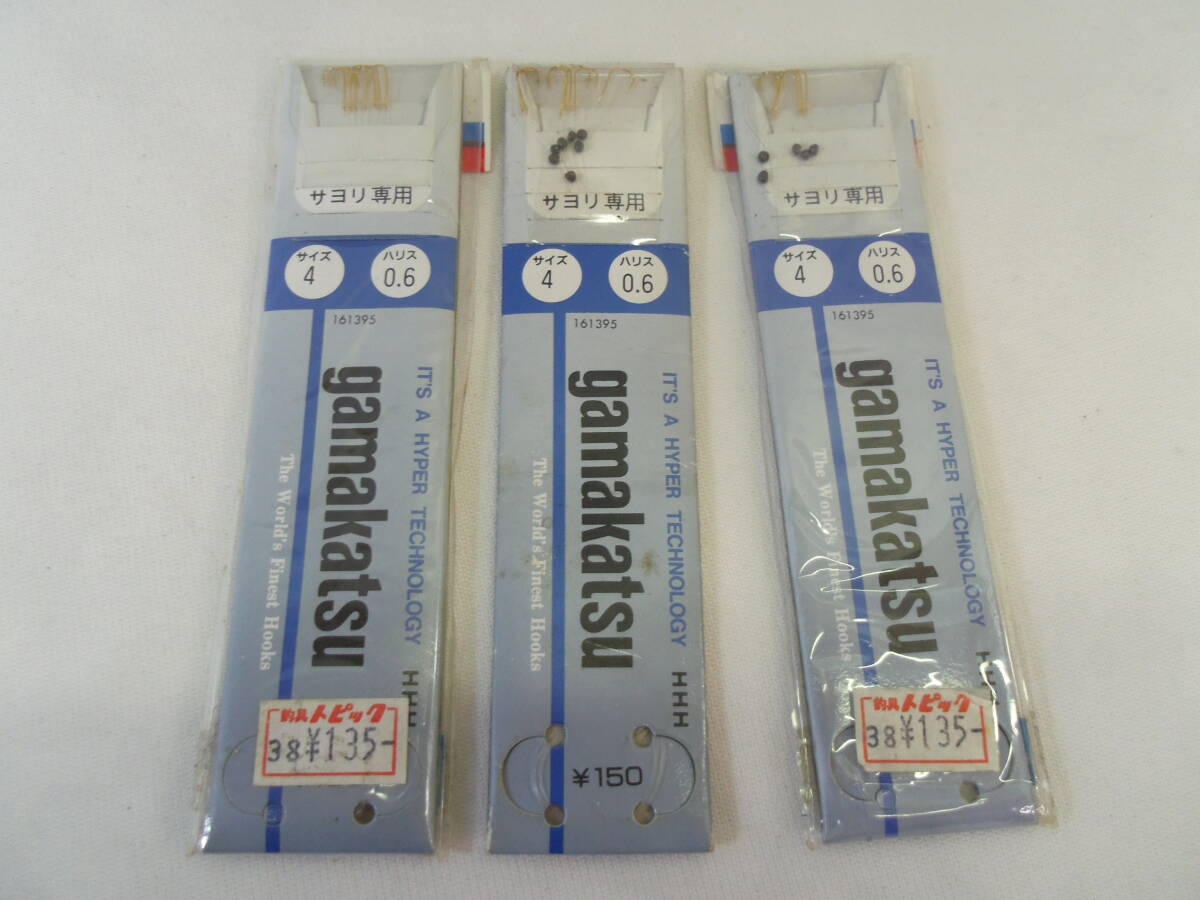 サヨリ専用
サイズ
4
ハリス
0.6
161395
IT'S A HYPER TECHNOLOGY
gamakatsu
The World's Finest Hooks
HHH
釣具トピック
38¥135-
サヨリ専用
サイズ
4
ハリス
0.6
161395
IT'S A HYPER TECHNOLOGY
gamakatsu
The World's Finest Hooks
HHH
¥150
サヨリ専用
サイズ
4
ハリス
0.6
161395
IT'S A HYPER TECHNOLOGY
gamakatsu
The World's Finest Hooks
HHH
釣具トピック
38¥135-